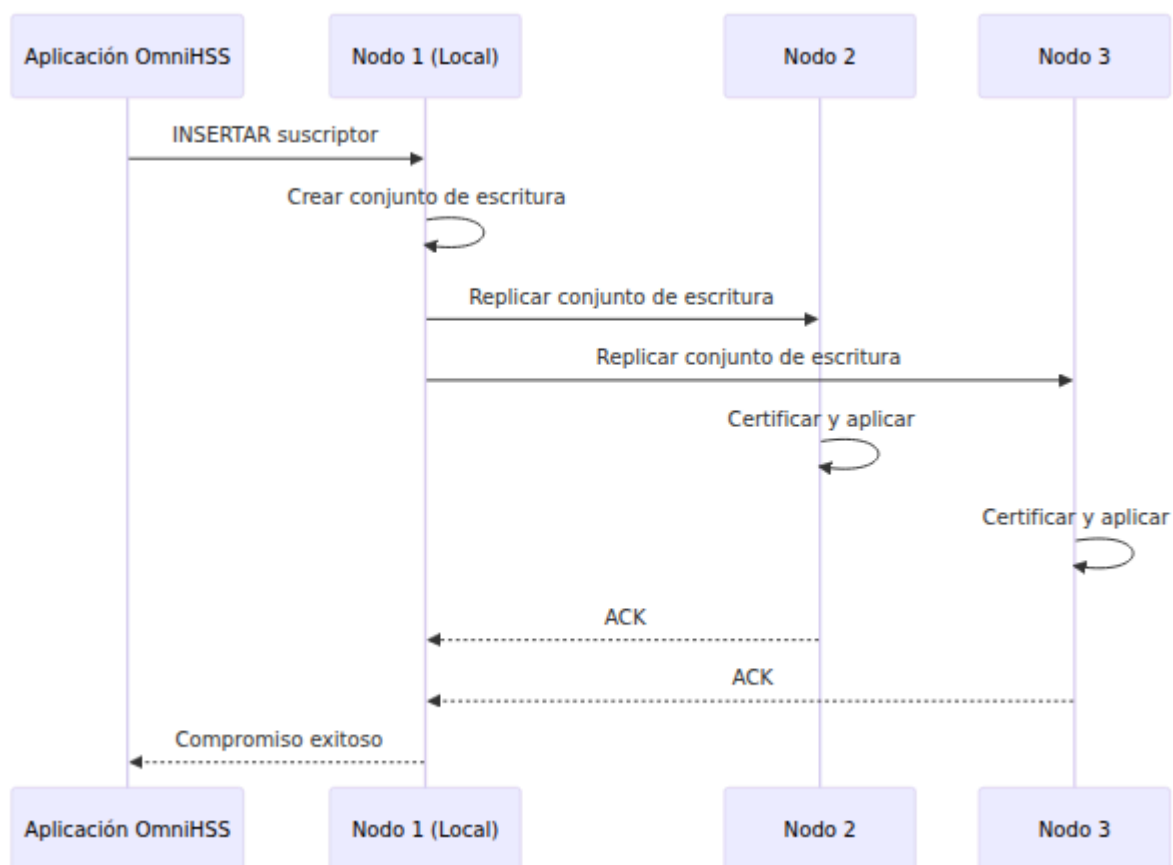 Aplicación OmniHSS
Nodo 1 (Local)
Nodo 2
Nodo 3
INSERTAR suscriptor
Crear conjunto de escritura
Replicar conjunto de escritura
Replicar conjunto de escritura
Certificar y aplicar
Certificar y aplicar
ACK
ACK
Compromiso exitoso
Aplicación OmniHSS
Nodo 1 (Local)
Nodo 2
Nodo 3